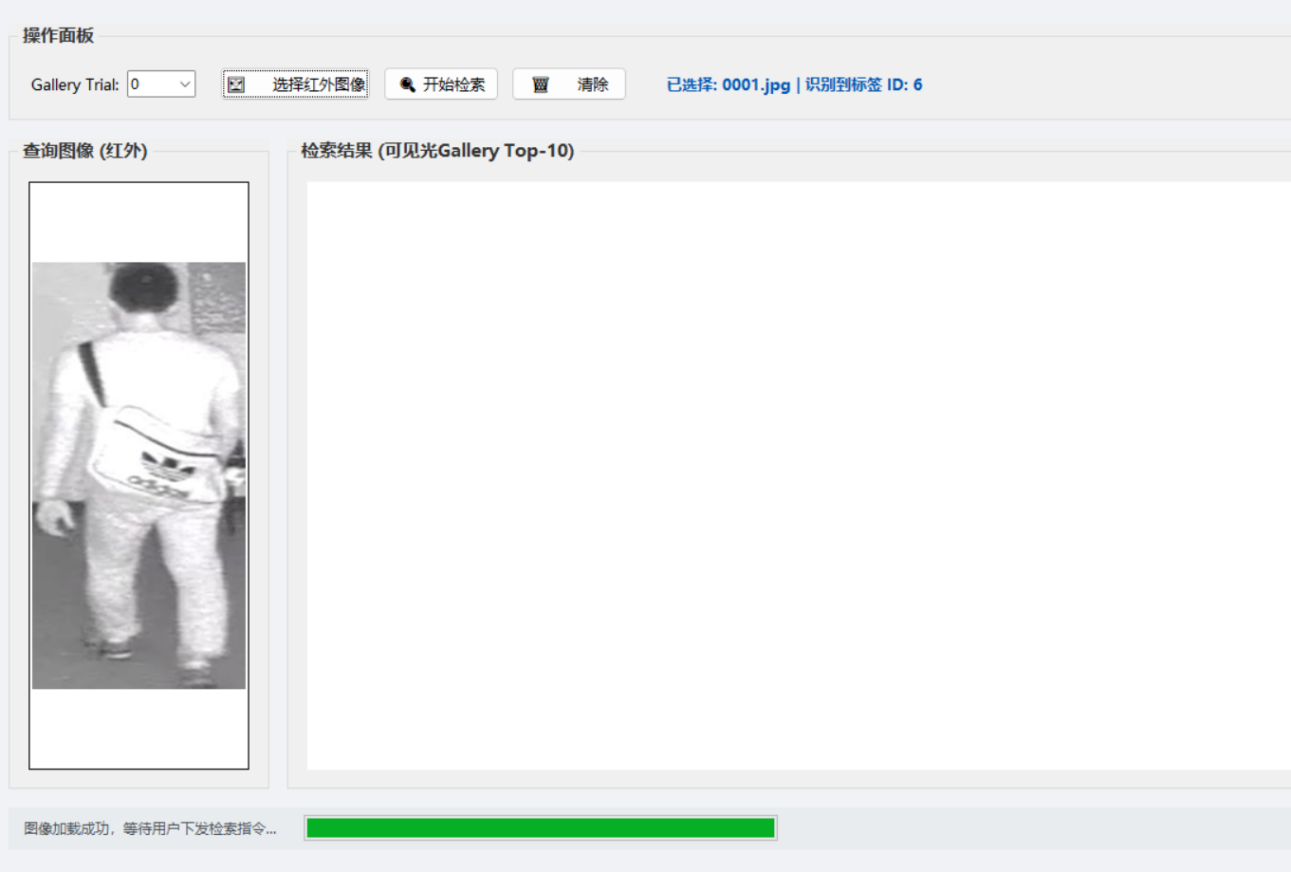 操作面板
Gallery Trial: 0 选择红外图像 开始检索 清除 已选择: 0001.jpg | 识别到标签 ID: 6
查询图像 (红外) 检索结果 (可见光Gallery Top-10)
adidas
图像加载成功，等待用户下发检索指令...